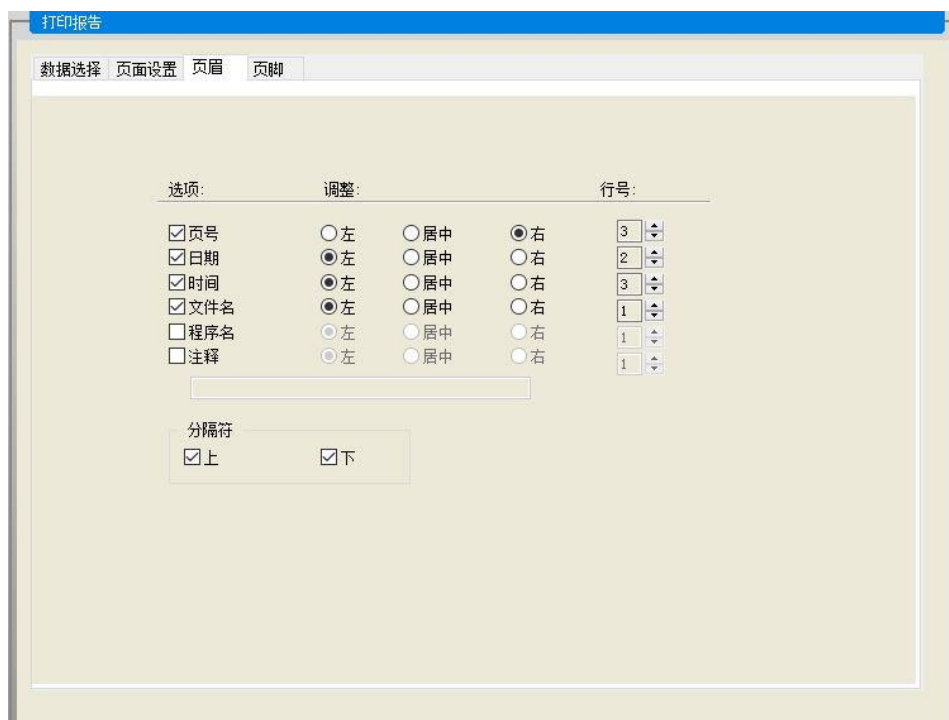 打印报告
数据选择 页面设置 页眉 页脚
选项: 调整: 行号:
页号 左 居中 右 3
日期 左 居中 右 2
时间 左 居中 右 3
文件名 左 居中 右 1
程序名 左 居中 右 1
注释 左 居中 右 1
分隔符
上 下